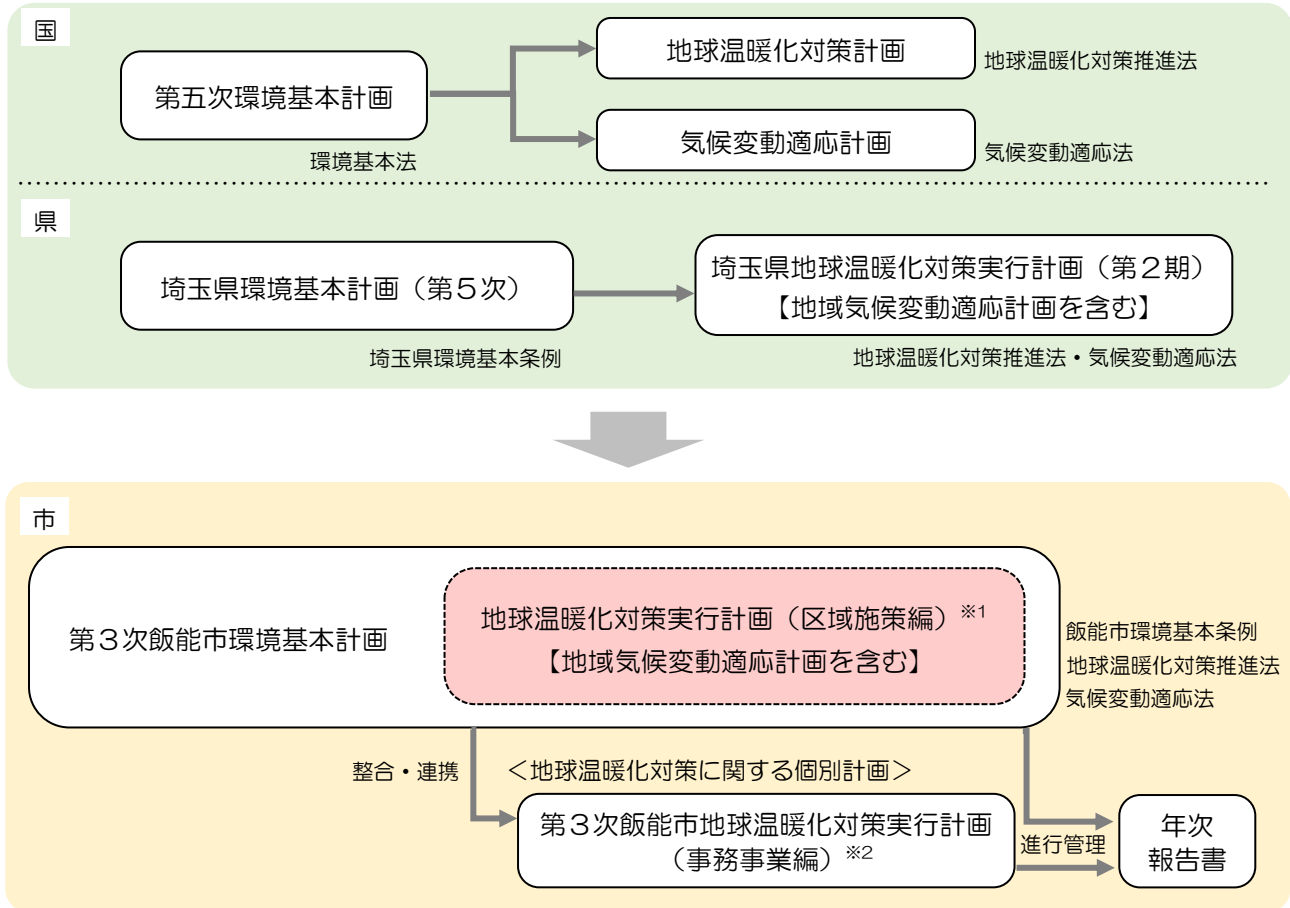 国
地球温暖化対策計画
地球温暖化対策推進法
第五次環境基本計画
気候変動適応計画
環境基本法
気候変動適応法
県
埼玉県環境基本計画（第５次）
埼玉県地球温暖化対策実行計画（第２期）
【地域気候変動適応計画を含む】
埼玉県環境基本条例
地球温暖化対策推進法・気候変動適応法
市
第３次飯能市環境基本計画
地球温暖化対策実行計画（区域施策編）※1
【地域気候変動適応計画を含む】
飯能市環境基本条例
地球温暖化対策推進法
気候変動適応法
整合・連携
＜地球温暖化対策に関する個別計画＞
第３次飯能市地球温暖化対策実行計画
（事務事業編）※2
進行管理
年次
報告書